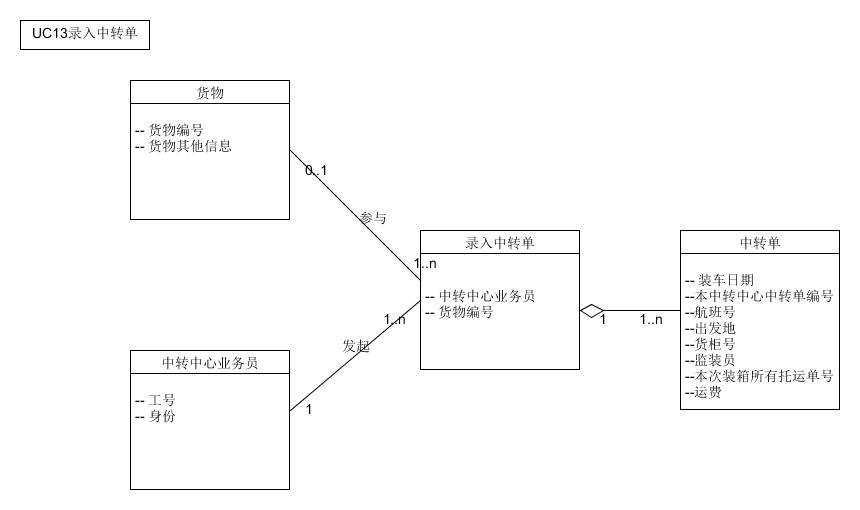 UC13录入中转单
货物
-- 货物编号
-- 货物其他信息
0..1
参与
1..n
录入中转单
-- 中转中心业务员
-- 货物编号
1
1..n
中转单
-- 装车日期
--本中转中心中转单编号
--航班号
--出发地
--货柜号
--监装员
--本次装箱所有托运单号
--运费
1..n
发起
1
中转中心业务员
-- 工号
-- 身份